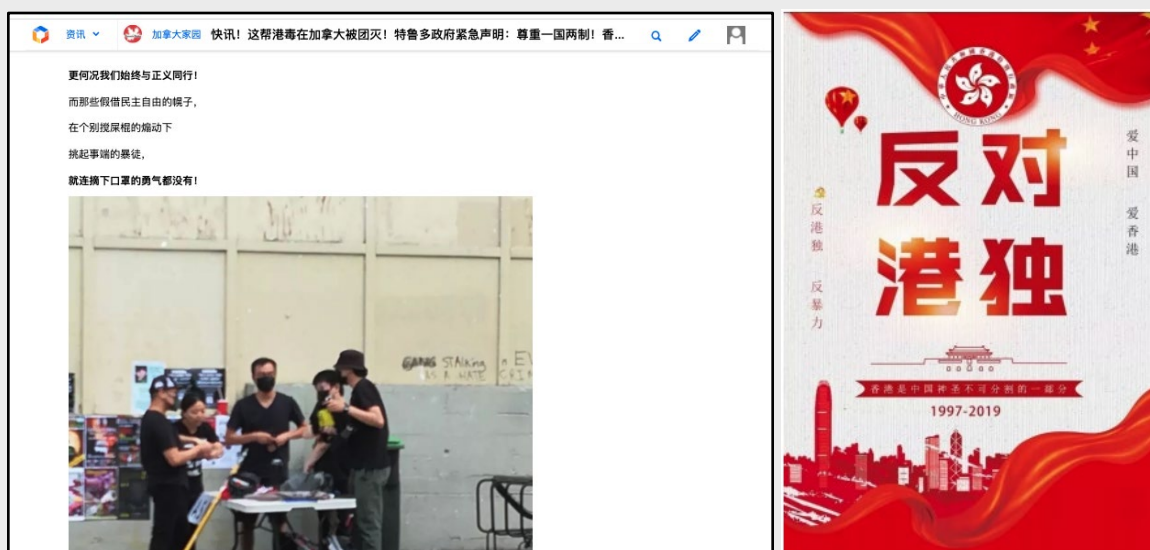 资讯
加拿大家园
快讯！这帮港毒在加拿大被团灭！特鲁多政府紧急声明：尊重一国两制！香...
更何况我们始终与正义同行！
而那些假借民主自由的幌子，
在个别搅屎棍的煽动下
挑起事端的暴徒，
就连摘下口罩的勇气都没有！
GANG STALKING
IS A HATE
HONG KONG
反对
港独
爱中国 爱香港
反港独 反暴力
香港是中国神圣不可分割的一部分
1997-2019